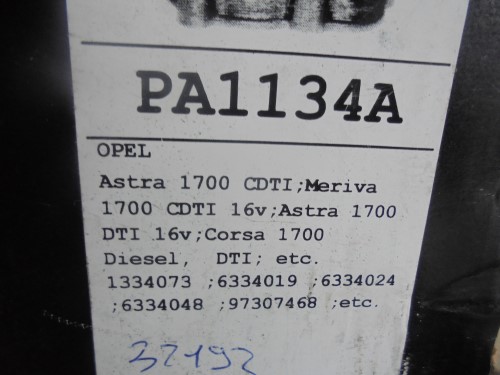 PA1134A
OPEL
Astra 1700 CDTI;Meriva
1700 CDTI 16v;Astra 1700
DTI 16v;Corsa 1700
Diesel, DTI; etc.
1334073 ;6334019 ;6334024
;6334048 ;97307468 ;etc.
32192